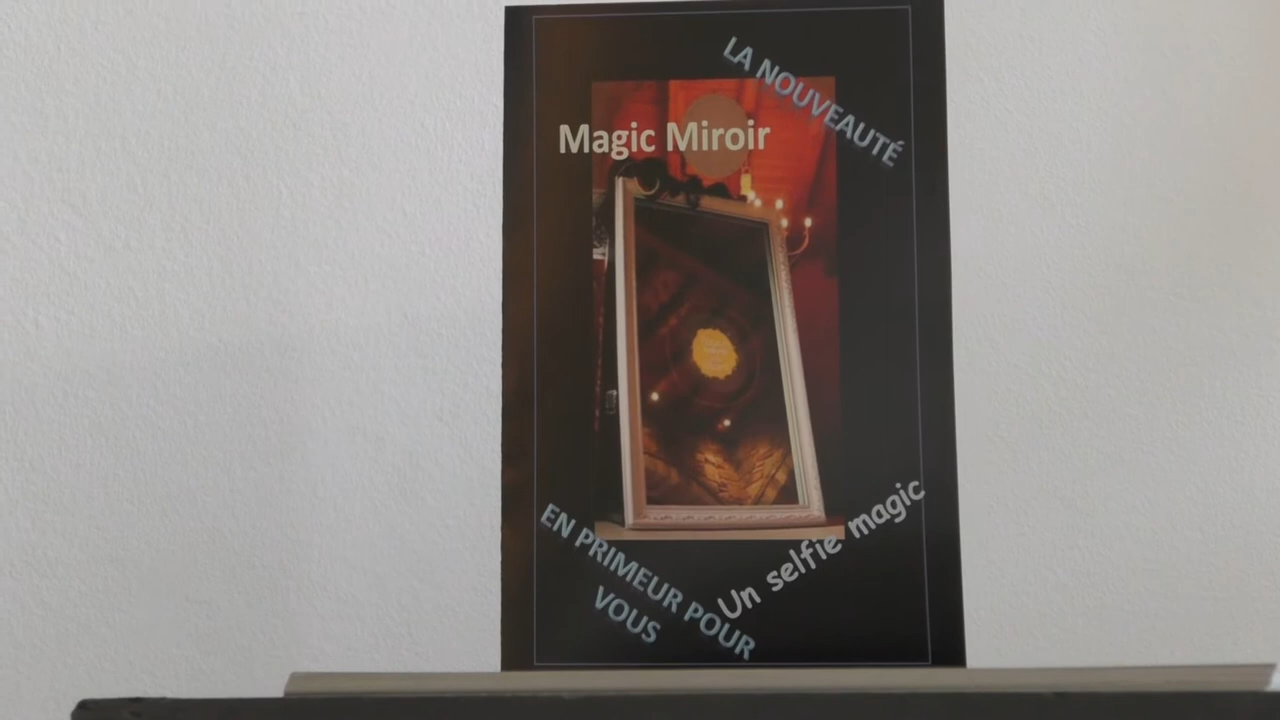 LA NOUVEAUTÉ
Magic Miroir
Un selfie magic
EN PRIMEUR POUR
VOUS